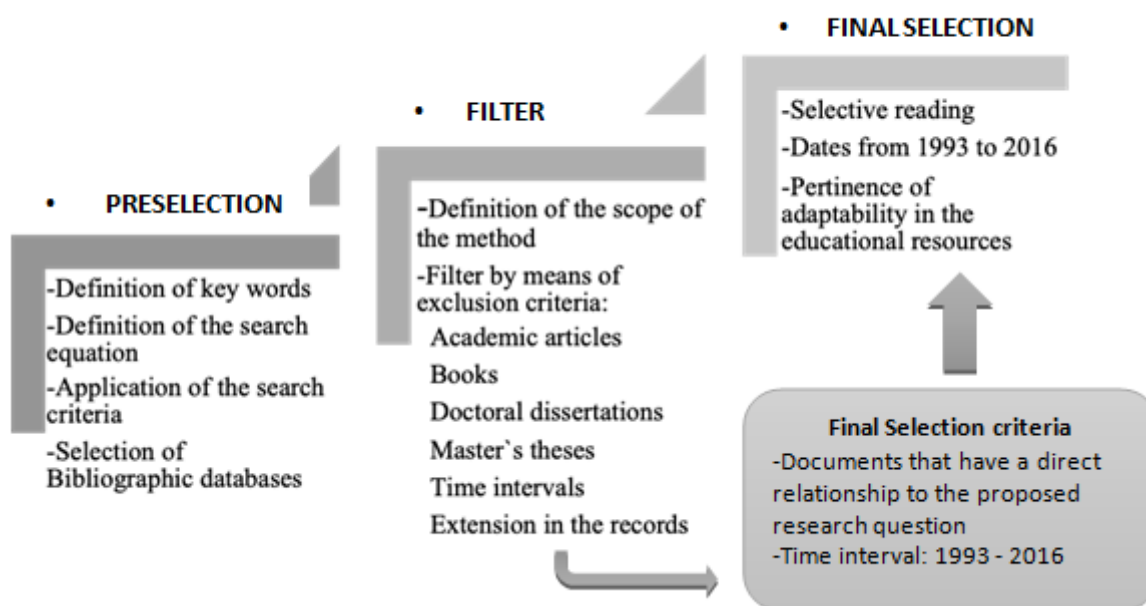 • PRESELECTION
-Definition of key words
-Definition of the search
equation
-Application of the search
criteria
-Selection of
Bibliographic databases
• FILTER
-Definition of the scope of
the method
-Filter by means of
exclusion criteria:
Academic articles
Books
Doctoral dissertations
Master`s theses
Time intervals
Extension in the records
• FINAL SELECTION
-Selective reading
-Dates from 1993 to 2016
-Pertinence of
adaptability in the
educational resources
Final Selection criteria
-Documents that have a direct
relationship to the proposed
research question
-Time interval: 1993 - 2016